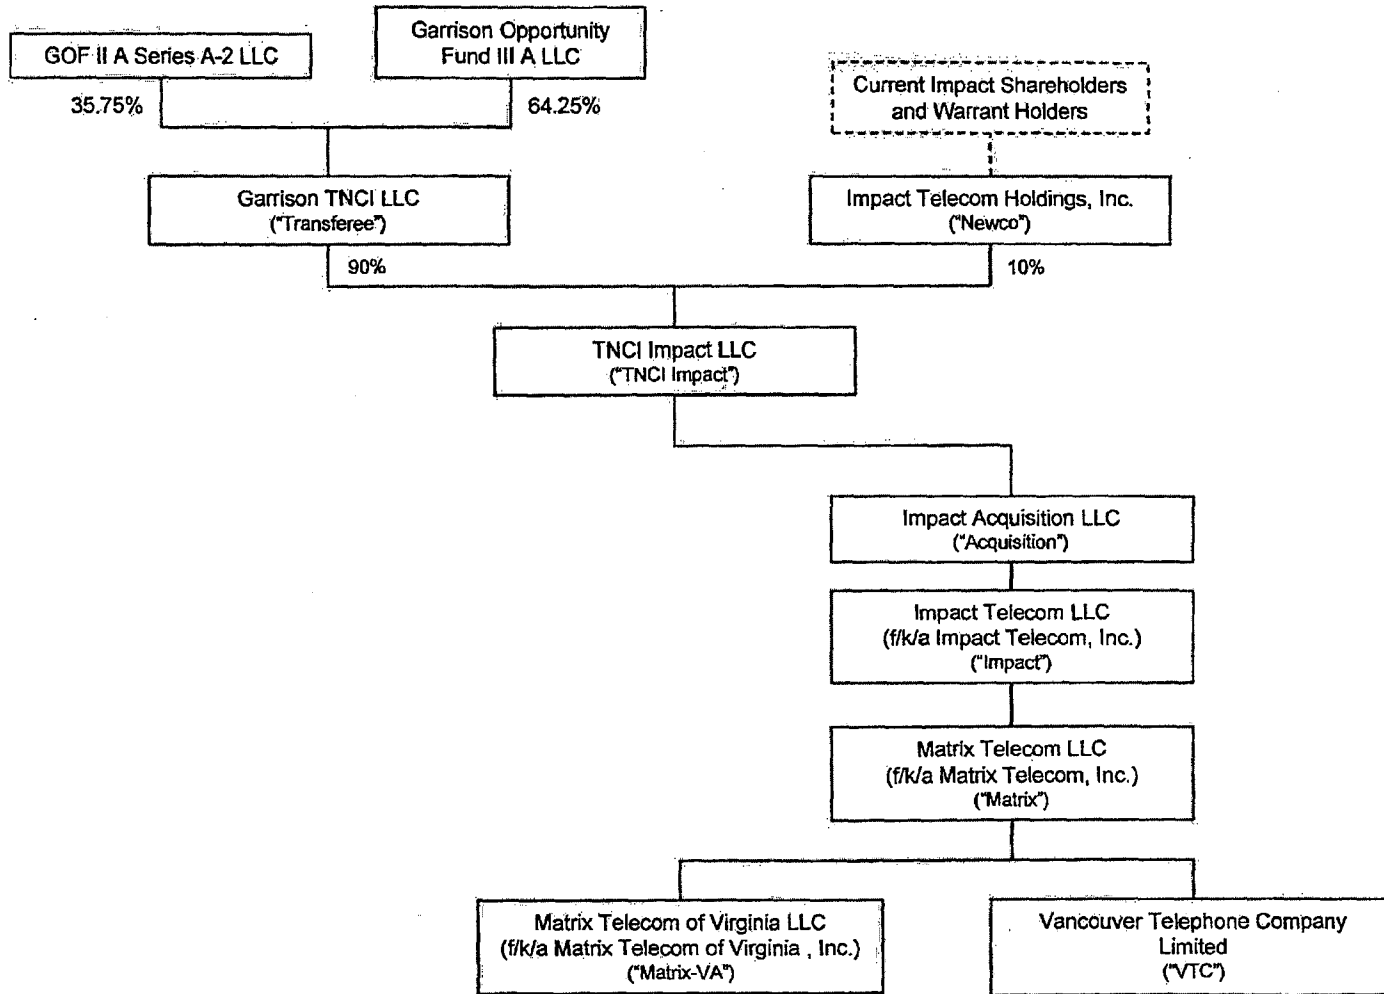 GOF II A Series A-2 LLC
Garrison Opportunity
Fund III A LLC
35.75%
64.25%
Current Impact Shareholders
and Warrant Holders
Garrison TNCI LLC
("Transferee")
Impact Telecom Holdings, Inc.
("Newco")
90%
10%
TNCI Impact LLC
("TNCI Impact")
Impact Acquisition LLC
("Acquisition")
Impact Telecom LLC
(f/k/a Impact Telecom, Inc.)
("Impact")
Matrix Telecom LLC
(f/k/a Matrix Telecom, Inc.)
("Matrix")
Matrix Telecom of Virginia LLC
(f/k/a Matrix Telecom of Virginia , Inc.)
("Matrix-VA")
Vancouver Telephone Company
Limited
("VTC")